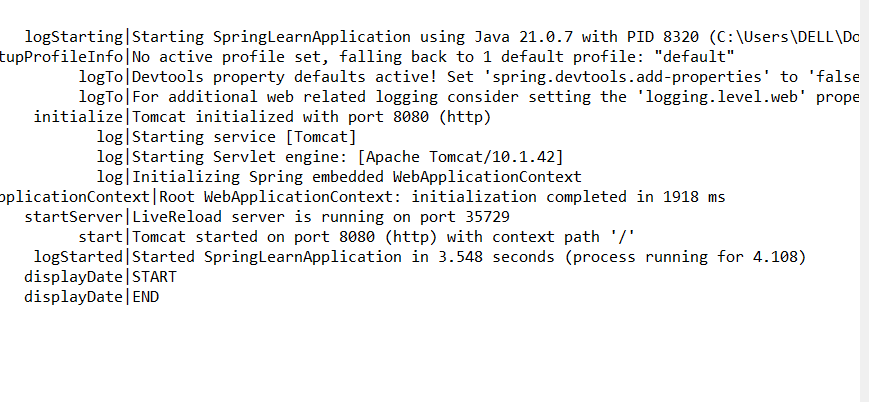 logStarting|Starting SpringLearnApplication using Java 21.0.7 with PID 8320 (C:\Users\DELL\Do
tupProfileInfo|No active profile set, falling back to 1 default profile: "default"
logTo|Devtools property defaults active! Set 'spring.devtools.add-properties' to 'false
logTo|For additional web related logging consider setting the 'logging.level.web' prope
initialize|Tomcat initialized with port 8080 (http)
log|Starting service [Tomcat]
log|Starting Servlet engine: [Apache Tomcat/10.1.42]
log|Initializing Spring embedded WebApplicationContext
pplicationContext|Root WebApplicationContext: initialization completed in 1918 ms
startServer|LiveReload server is running on port 35729
start|Tomcat started on port 8080 (http) with context path '/'
logStarted|Started SpringLearnApplication in 3.548 seconds (process running for 4.108)
displayDate|START
displayDate|END